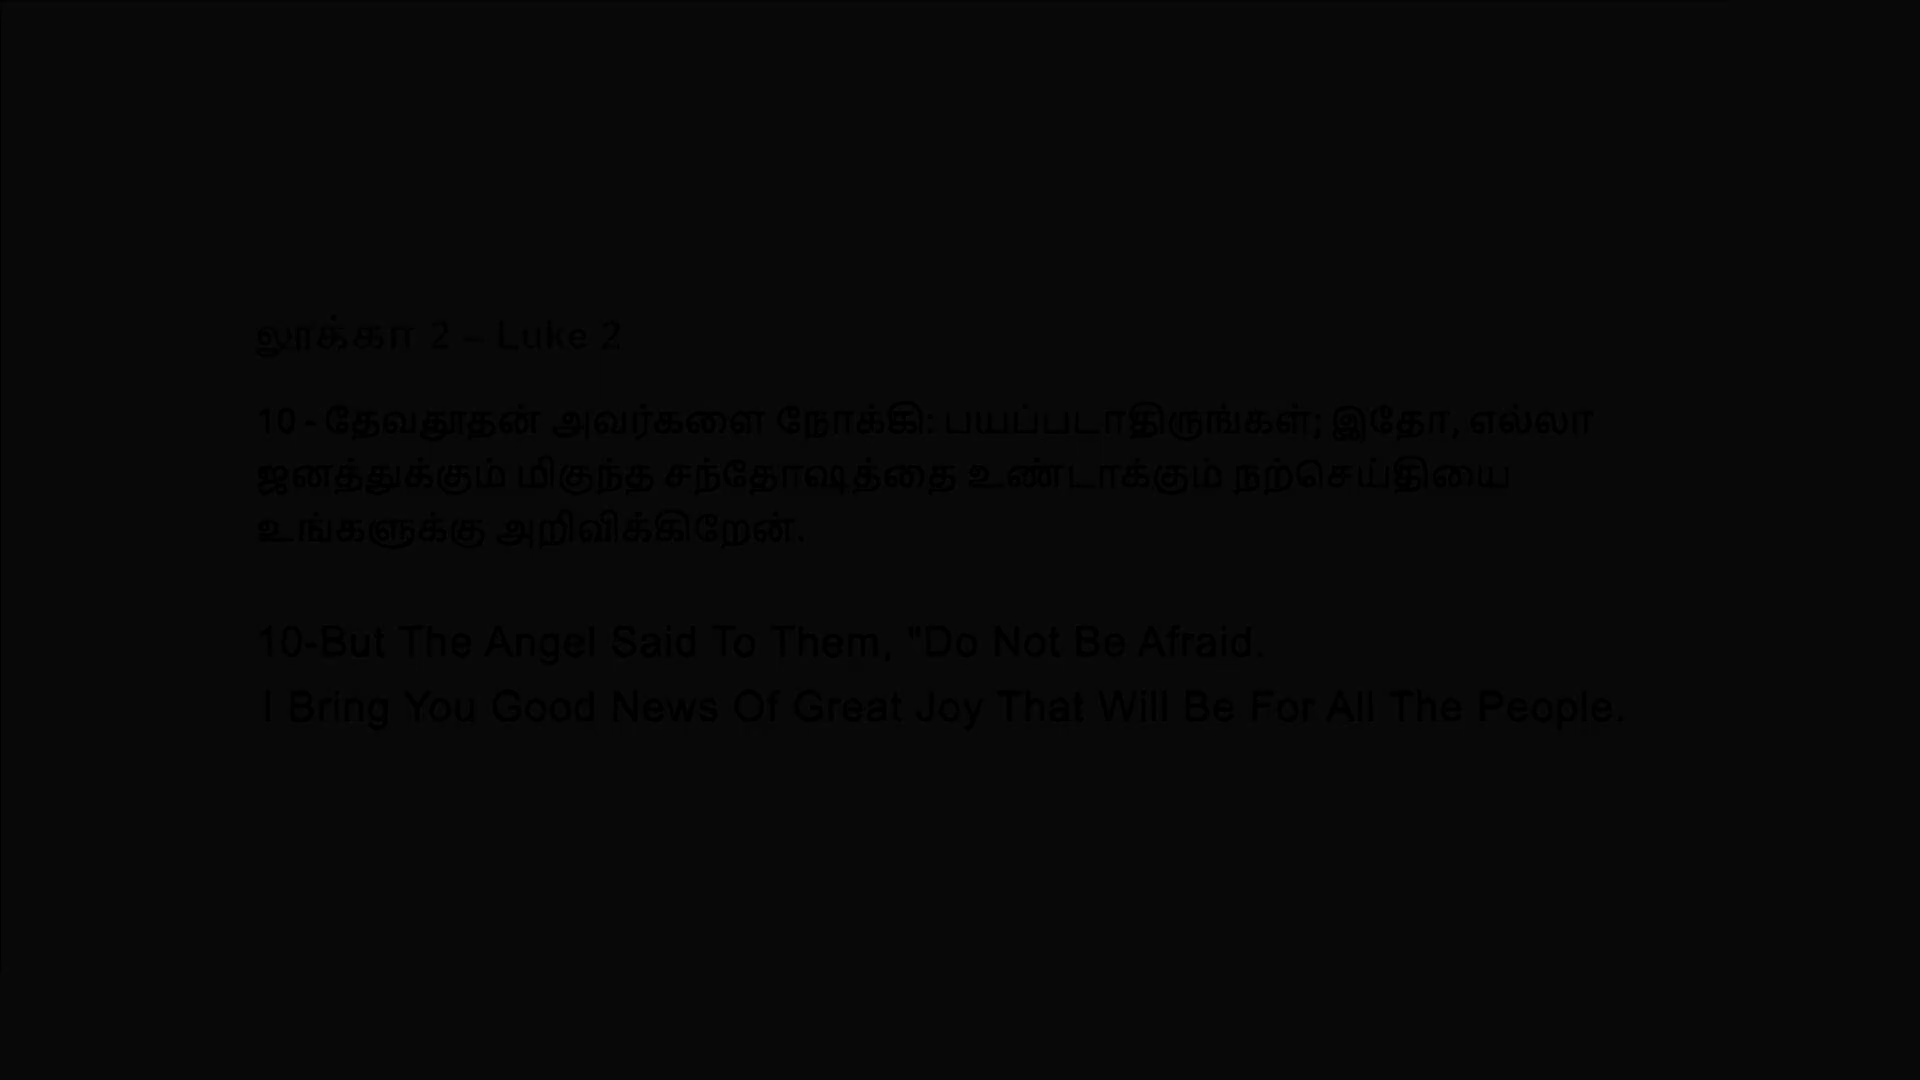 லூக்கா 2 – Luke 2
10 - தேவதூதன் அவர்களை நோக்கி: பயப்படாதிருங்கள்; இதோ, எல்லா
ஜனத்துக்கும் மிகுந்த சந்தோஷத்தை உண்டாக்கும் நற்செய்தியை
உங்களுக்கு அறிவிக்கிறேன்.
10-But The Angel Said To Them, "Do Not Be Afraid.
I Bring You Good News Of Great Joy That Will Be For All The People.